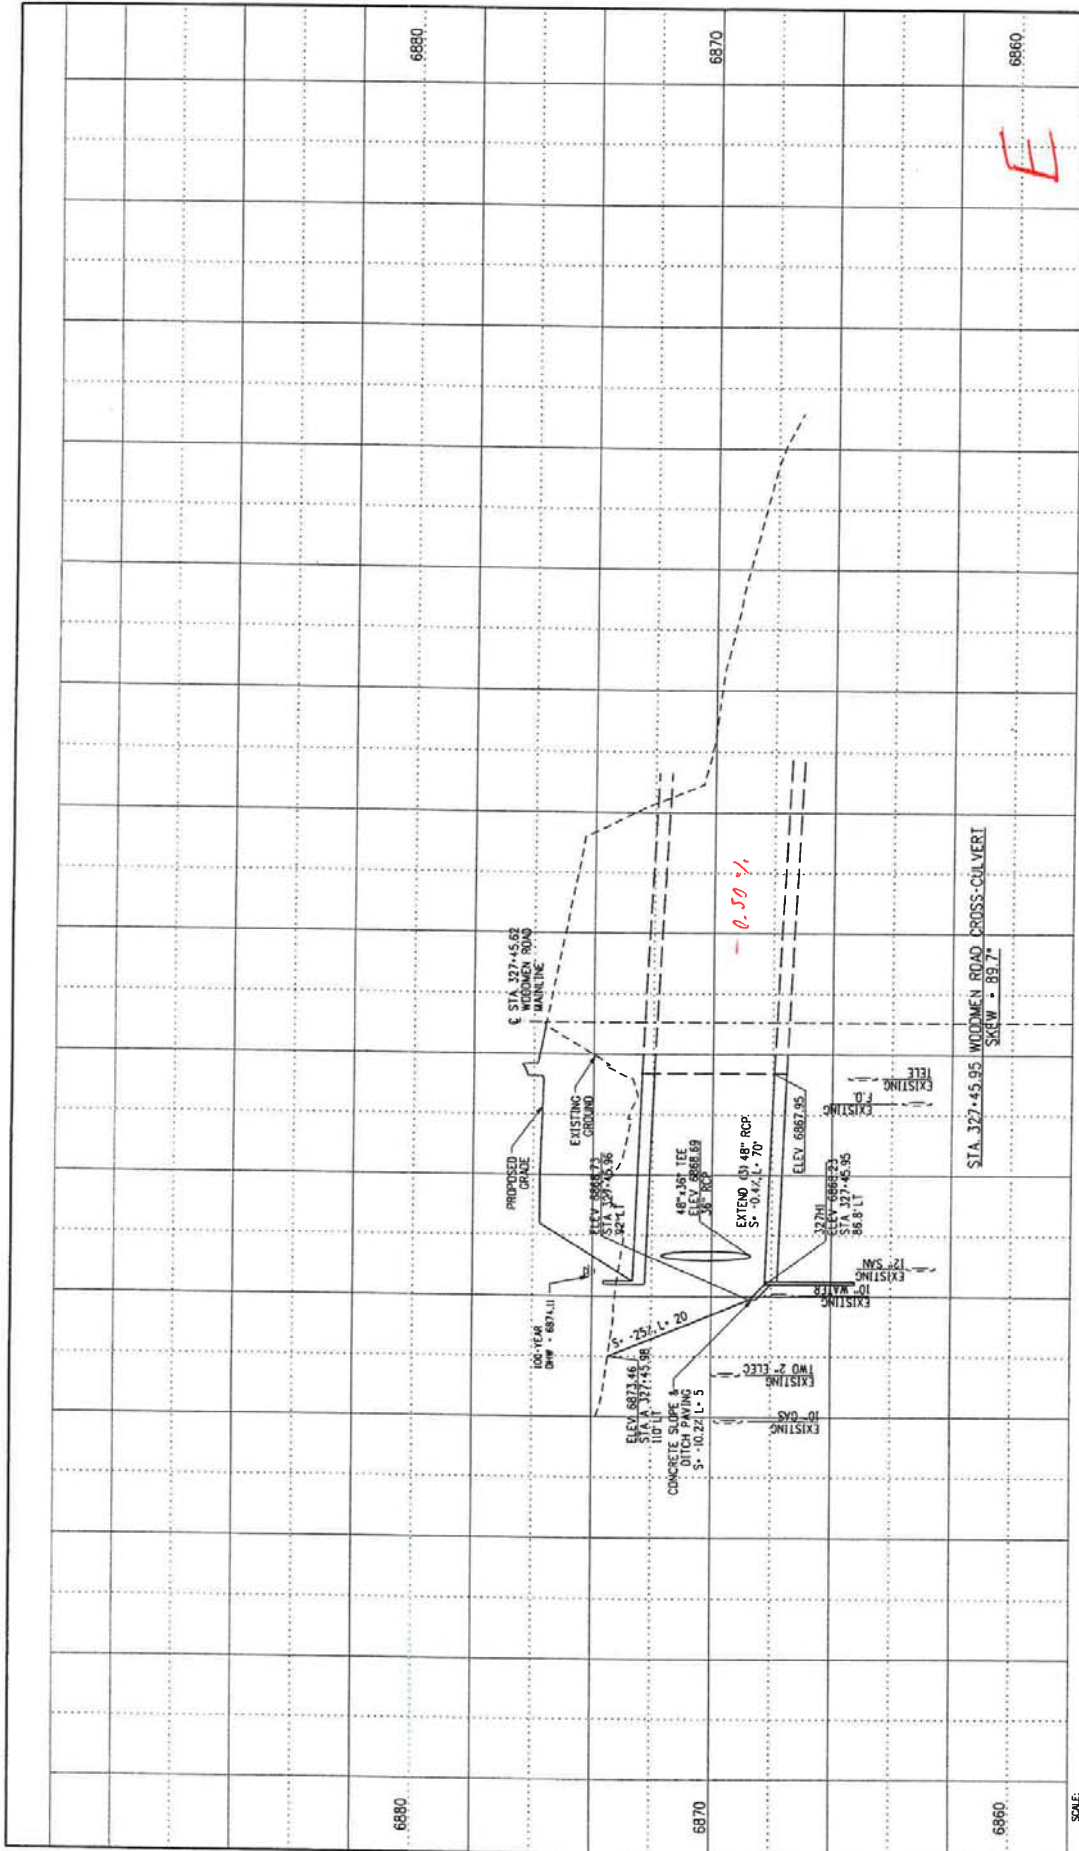 6880
6870
6860
6880
6870
6860
℄ STA. 327+45.62
WOODMEN ROAD
MAINLINE
PROPOSED
GRADE
EXISTING
GROUND
100-YEAR
DHW = 6874.11
ELEV 6868.73
STA 327+45.96
92' LT
48"x36" TEE
ELEV 6868.69
36" RCP
EXTEND (3) 48" RCP
S= -0.4%, L= 70'
- 0.50 %
ELEV 6867.95
327H1
ELEV 6868.23
STA 327+45.95
86.8' LT
S= -25% L= 20
ELEV 6873.46
STA 327+45.98
110' LT
CONCRETE SLOPE &
DITCH PAVING
S= -10.2% L= 5
EXISTING
10" GAS
EXISTING
TWO 2" ELEC
EXISTING
10" WATER
EXISTING
12" SAN
EXISTING
F.O.
EXISTING
TELE
STA. 327+45.95 WOODMEN ROAD CROSS-CULVERT
SKEW = 89.7°
E
SCALE: